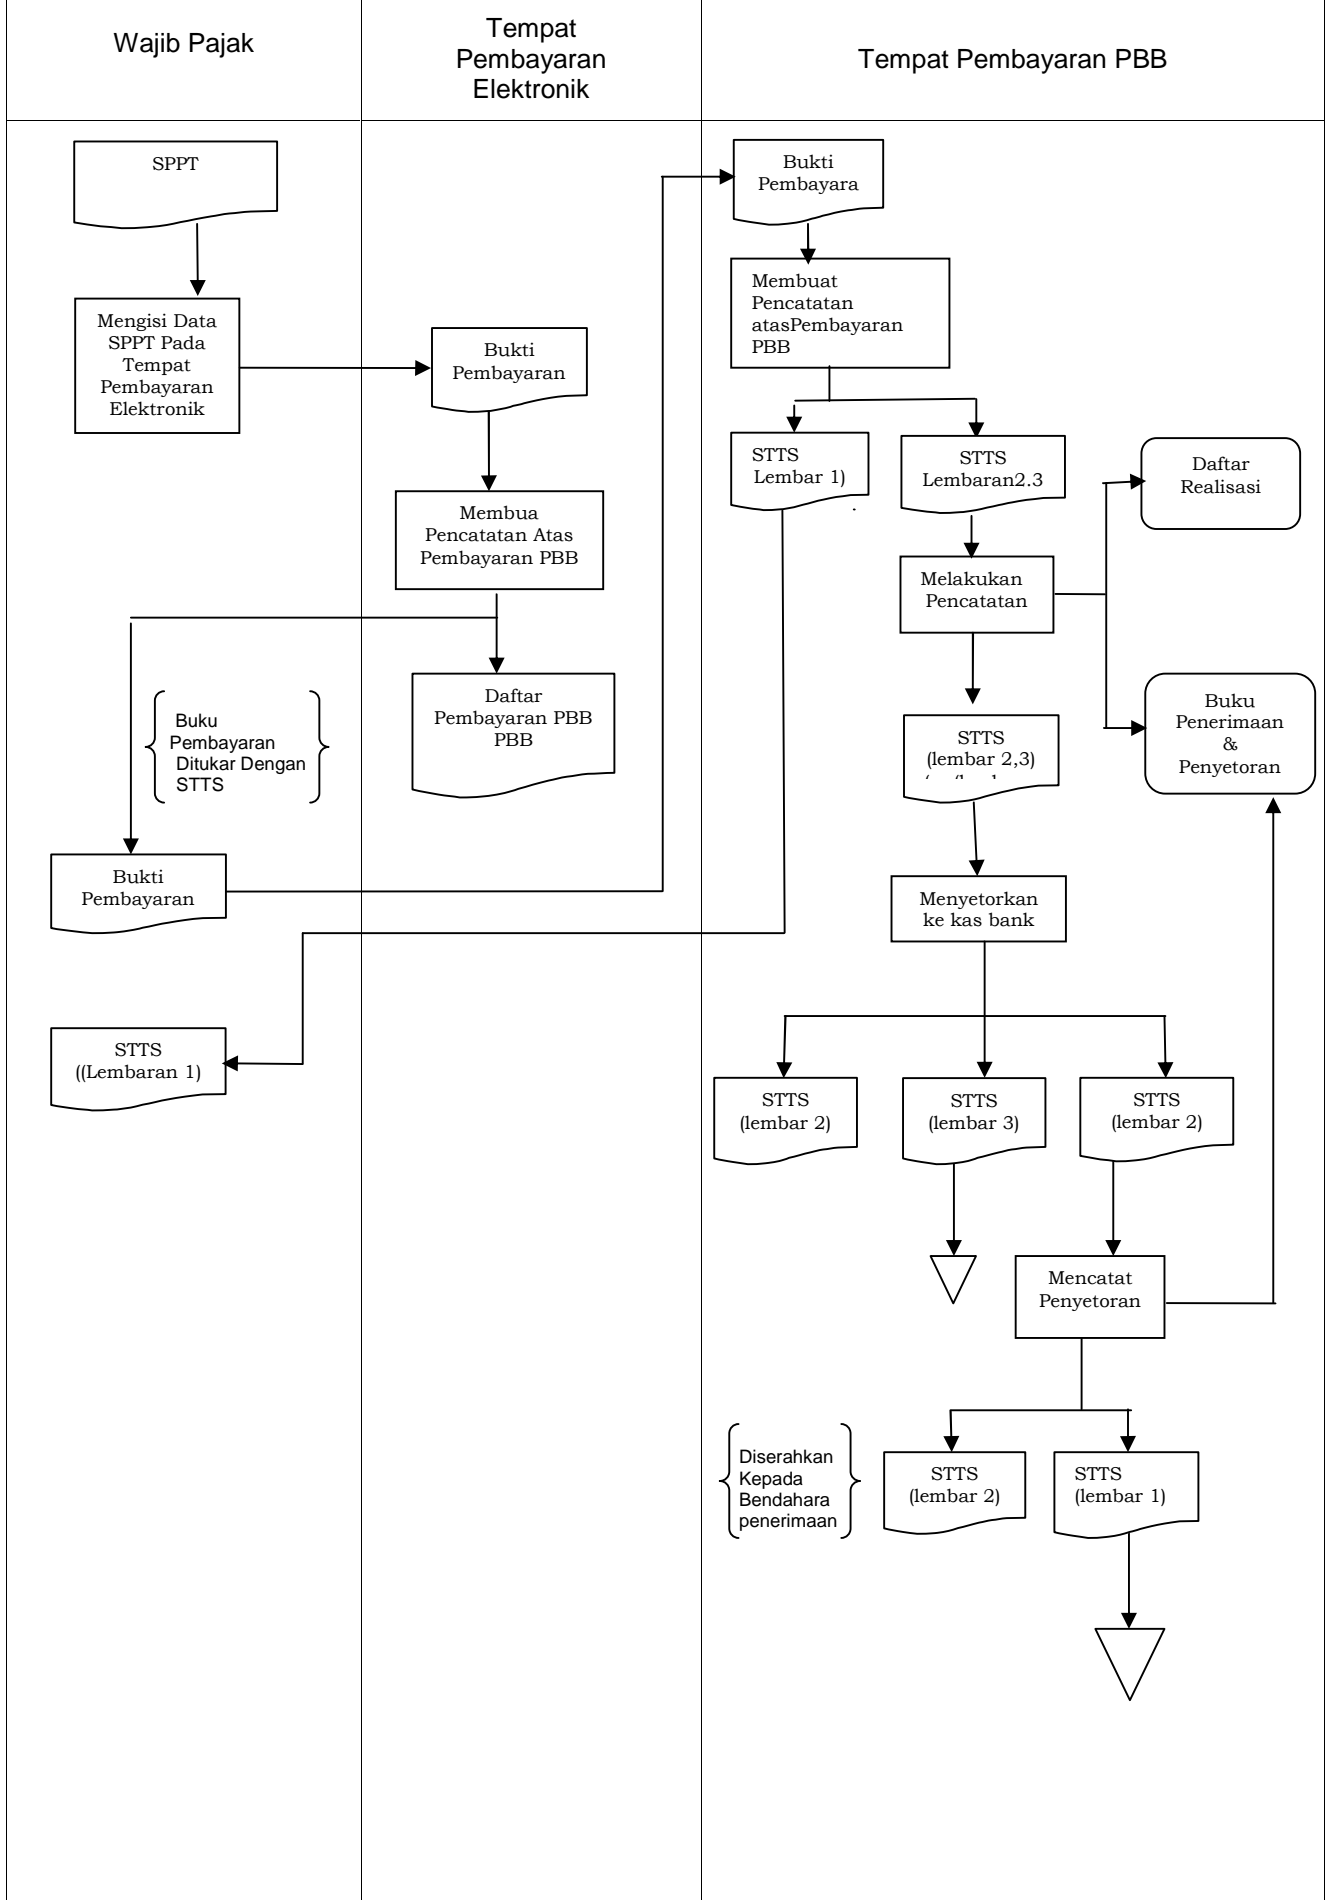 Wajib Pajak
Tempat
Pembayaran
Elektronik
Tempat Pembayaran PBB
SPPT
Mengisi Data
SPPT Pada
Tempat
Pembayaran
Elektronik
Bukti
Pembayaran
Membua
Pencatatan Atas
Pembayaran PBB
Daftar
Pembayaran PBB
PBB
Buku
Pembayaran
Ditukar Dengan
STTS
Bukti
Pembayaran
STTS
((Lembaran 1)
Bukti
Pembayara
Membuat
Pencatatan
atasPembayaran
PBB
STTS
Lembar 1)
STTS
Lembaran2.3
Daftar
Realisasi
Melakukan
Pencatatan
Buku
Penerimaan
&
Penyetoran
STTS
(lembar 2,3)
Menyetorkan
ke kas bank
STTS
(lembar 2)
STTS
(lembar 3)
STTS
(lembar 2)
Mencatat
Penyetoran
Diserahkan
Kepada
Bendahara
penerimaan
STTS
(lembar 2)
STTS
(lembar 1)